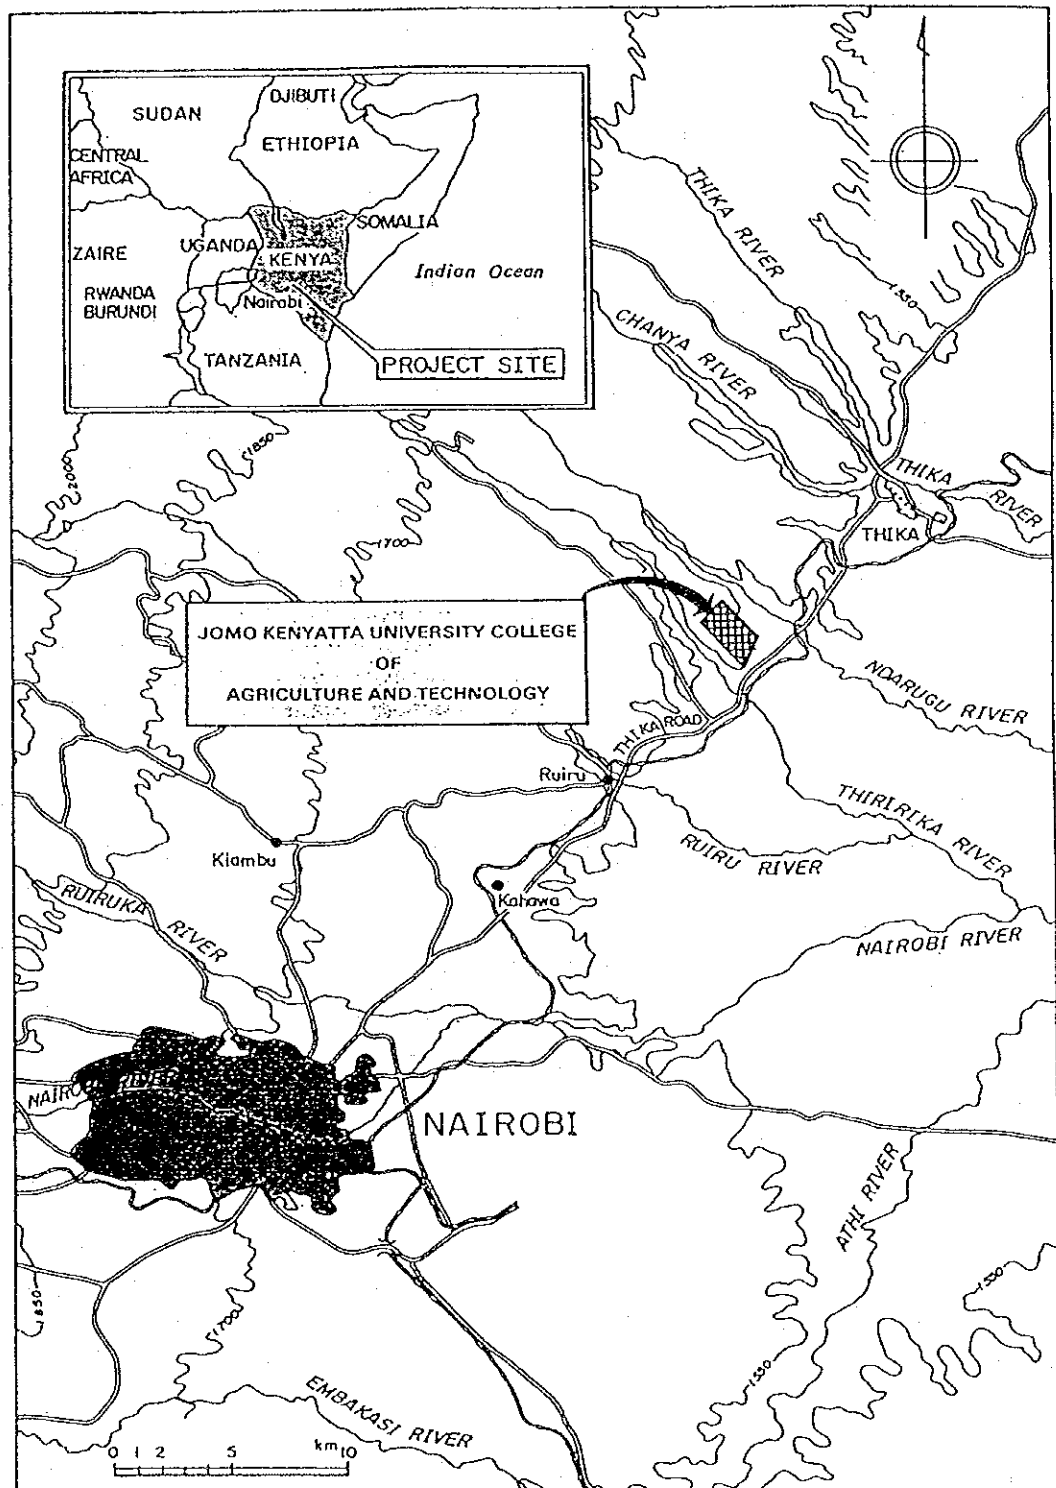 SUDAN
DJIBUTI
ETHIOPIA
CENTRAL
AFRICA
SOMALIA
UGANDA
KENYA
ZAIRE
Indian Ocean
RWANDA
BURUNDI
Nairobi
TANZANIA
PROJECT SITE
THIKA RIVER
1550
CHANYA RIVER
2000
1850
1700
THIKA
RIVER
THIKA
JOMO KENYATTA UNIVERSITY COLLEGE
OF
AGRICULTURE AND TECHNOLOGY
NDARUGU RIVER
THIKA ROAD
Ruiru
THIRIRIKA RIVER
RUIRU RIVER
Kiambu
Kahawa
RUIRUKA
RIVER
NAIROBI RIVER
NAIROBI RIVER
NAIROBI
ATHI RIVER
1550
1850
1700
1550
EMBAKASI RIVER
0 1 2 5 km 10